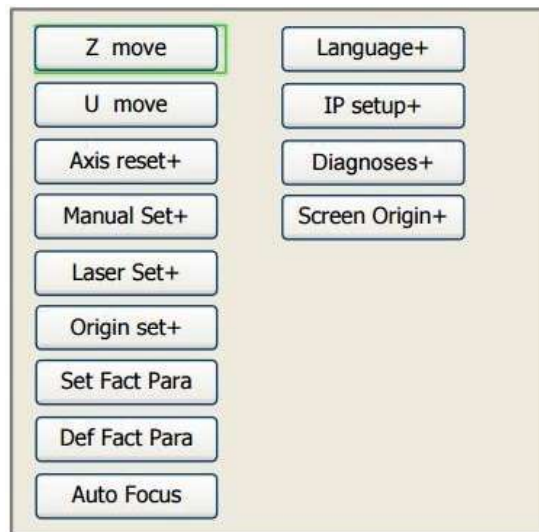 Z move
U move
Axis reset+
Manual Set+
Laser Set+
Origin set+
Set Fact Para
Def Fact Para
Auto Focus
Language+
IP setup+
Diagnoses+
Screen Origin+